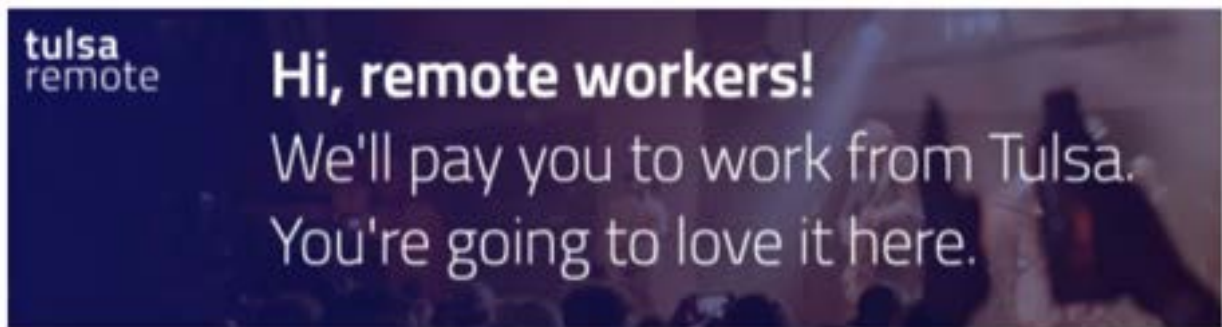 tulsa
remote
Hi, remote workers!
We'll pay you to work from Tulsa.
You're going to love it here.